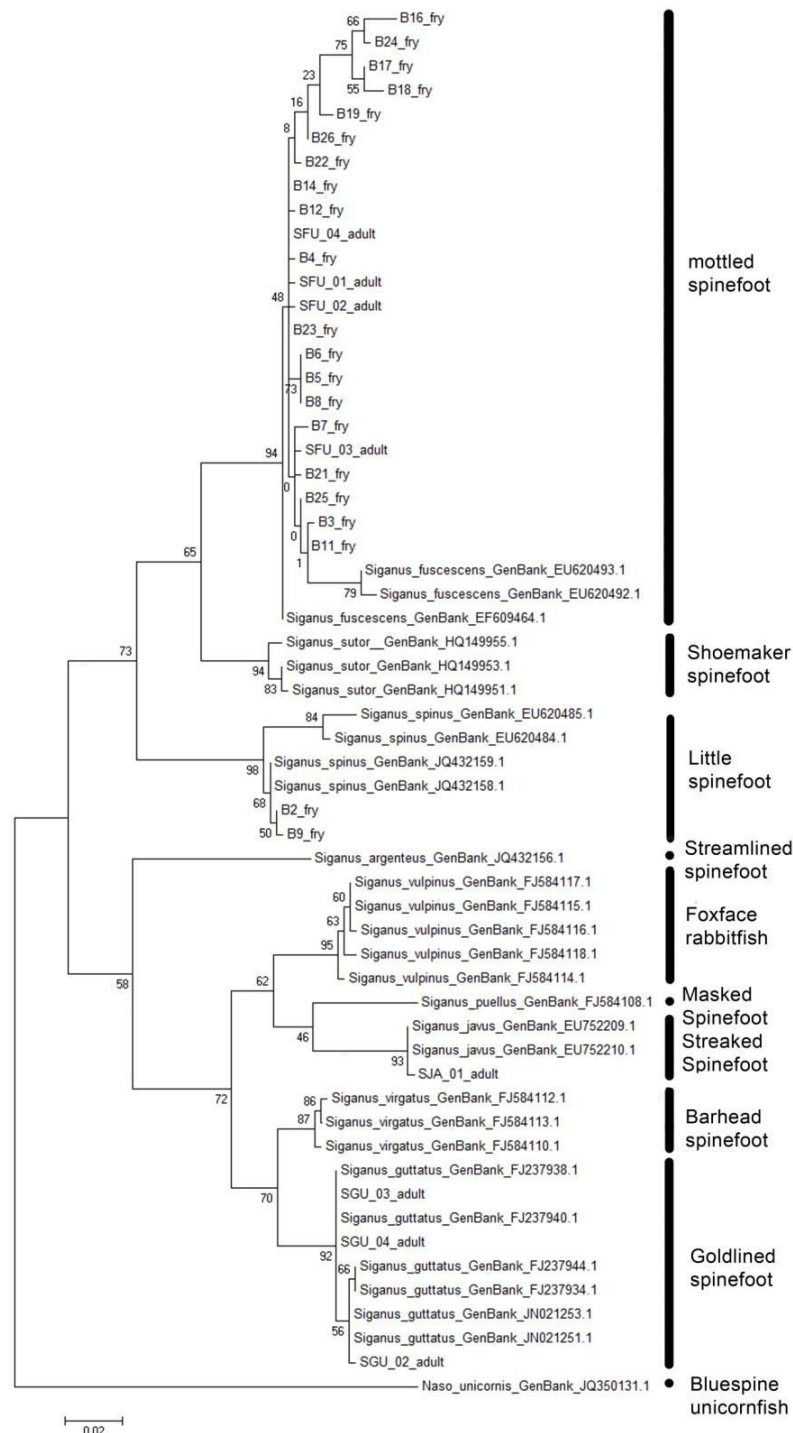 66
B16_fry
B24_fry
75
B17_fry
55
B18_fry
23
B19_fry
16
B26_fry
8
B22_fry
B14_fry
B12_fry
SFU_04_adult
B4_fry
SFU_01_adult
48
SFU_02_adult
B23_fry
B6_fry
B5_fry
73
B8_fry
B7_fry
94
SFU_03_adult
B21_fry
0
B25_fry
B3_fry
0
B11_fry
1
Siganus_fuscescens_GenBank_EU620493.1
79
Siganus_fuscescens_GenBank_EU620492.1
Siganus_fuscescens_GenBank_EF609464.1
mottled
spinefoot
65
73
Siganus_sutor__GenBank_HQ149955.1
94
Siganus_sutor_GenBank_HQ149953.1
83
Siganus_sutor_GenBank_HQ149951.1
Shoemaker
spinefoot
84
Siganus_spinus_GenBank_EU620485.1
Siganus_spinus_GenBank_EU620484.1
98
Siganus_spinus_GenBank_JQ432159.1
Siganus_spinus_GenBank_JQ432158.1
68
B2_fry
50
B9_fry
Little
spinefoot
Siganus_argenteus_GenBank_JQ432156.1
Streamlined
spinefoot
58
Siganus_vulpinus_GenBank_FJ584117.1
60
Siganus_vulpinus_GenBank_FJ584115.1
63
Siganus_vulpinus_GenBank_FJ584116.1
95
Siganus_vulpinus_GenBank_FJ584118.1
Siganus_vulpinus_GenBank_FJ584114.1
Foxface
rabbitfish
62
Siganus_puellus_GenBank_FJ584108.1
Masked
Spinefoot
46
Siganus_javus_GenBank_EU752209.1
Siganus_javus_GenBank_EU752210.1
93
SJA_01_adult
Streaked
Spinefoot
72
86
Siganus_virgatus_GenBank_FJ584112.1
87
Siganus_virgatus_GenBank_FJ584113.1
Siganus_virgatus_GenBank_FJ584110.1
Barhead
spinefoot
70
Siganus_guttatus_GenBank_FJ237938.1
SGU_03_adult
Siganus_guttatus_GenBank_FJ237940.1
SGU_04_adult
92
66
Siganus_guttatus_GenBank_FJ237944.1
Siganus_guttatus_GenBank_FJ237934.1
Siganus_guttatus_GenBank_JN021253.1
56
Siganus_guttatus_GenBank_JN021251.1
SGU_02_adult
Goldlined
spinefoot
Naso_unicornis_GenBank_JQ350131.1
Bluespine
unicornfish
0.02